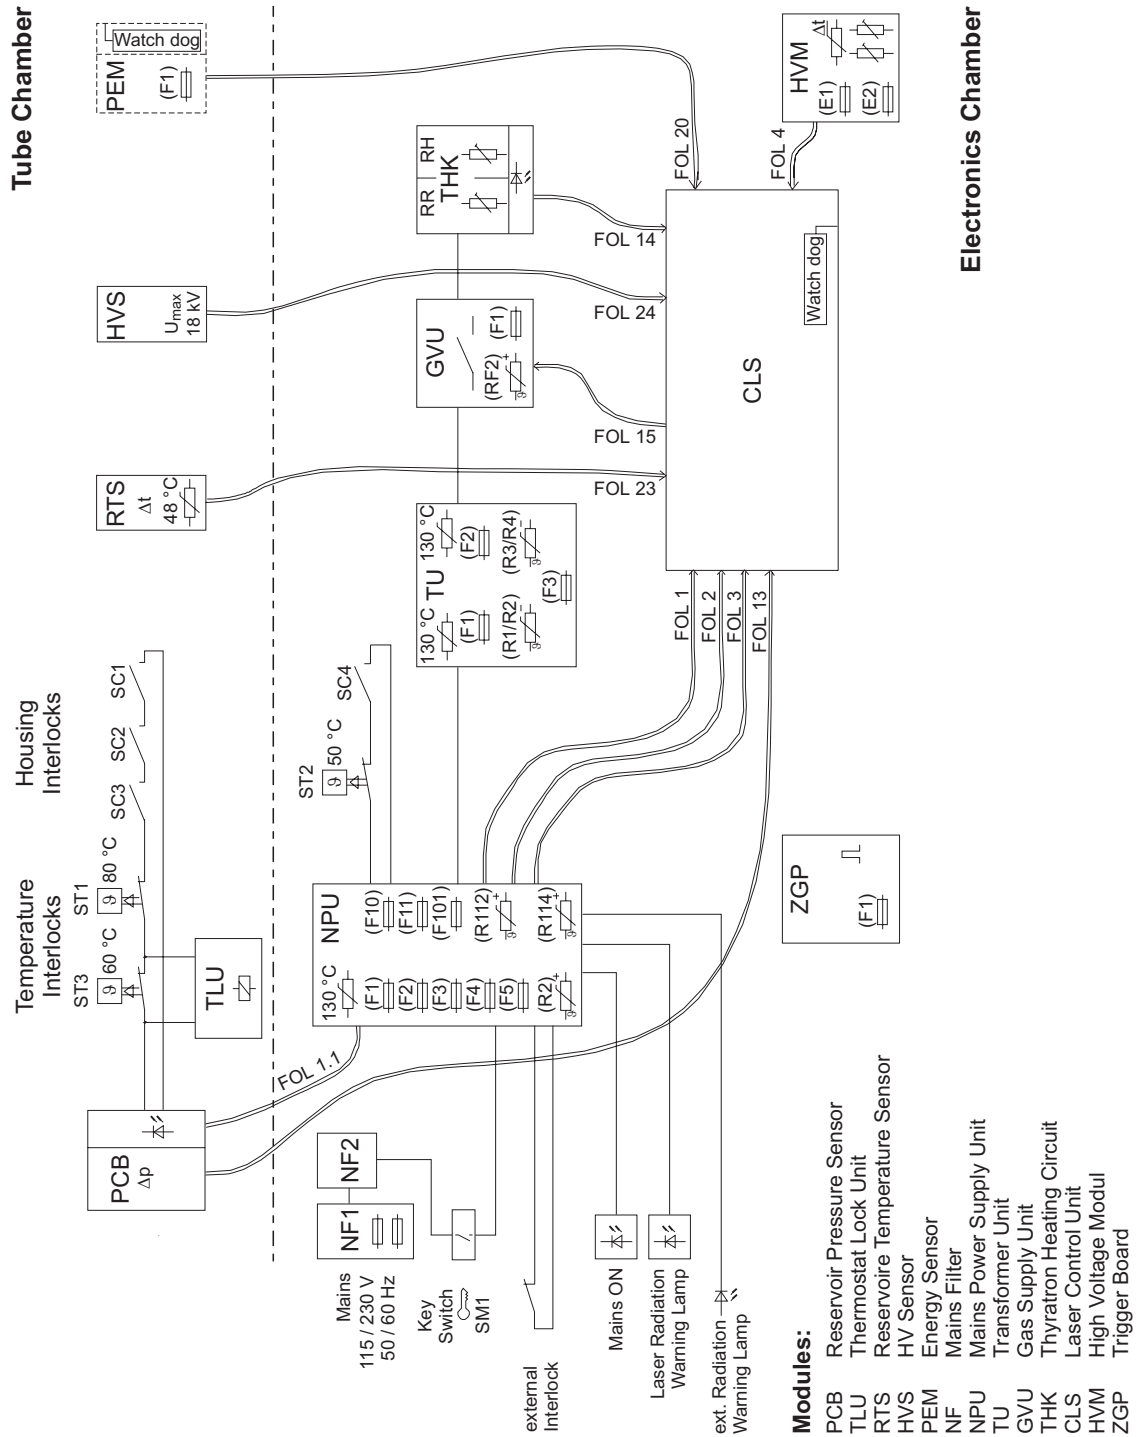 Tube Chamber
Electronics Chamber
Temperature
Interlocks
Housing
Interlocks
ST3
ϑ
60 °C
ST1
ϑ
80 °C
SC3
SC2
SC1
PCB
Δp
TLU
RTS
Δt
48 °C
HVS
Umax
18 kV
PEM
Watch dog
(F1)
FOL 1.1
Mains
115 / 230 V
50 / 60 Hz
NF1
NF2
Key
Switch
SM1
external
Interlock
Mains ON
Laser Radiation
Warning Lamp
ext. Radiation
Warning Lamp
NPU
130 °C
(F1)
(F2)
(F3)
(F4)
(F5)
(R2)
+
ϑ
(F10)
(F11)
(F101)
(R112)
+
ϑ
(R114)
+
ϑ
ST2
ϑ
50 °C
SC4
TU
130 °C
(F1)
(R1/R2)
-
ϑ
130 °C
(F2)
(R3/R4)
-
ϑ
(F3)
GVU
(RF2)
+
ϑ
(F1)
RR
RH
THK
FOL 1
FOL 2
FOL 3
FOL 13
FOL 23
FOL 15
FOL 24
FOL 14
FOL 20
FOL 4
CLS
Watch dog
HVM
Δt
(E1)
(E2)
ZGP
(F1)
Modules:
PCB Reservoir Pressure Sensor
TLU Thermostat Lock Unit
RTS Reservoire Temperature Sensor
HVS HV Sensor
PEM Energy Sensor
NF Mains Filter
NPU Mains Power Supply Unit
TU Transformer Unit
GVU Gas Supply Unit
THK Thyratron Heating Circuit
CLS Laser Control Unit
HVM High Voltage Modul
ZGP Trigger Board